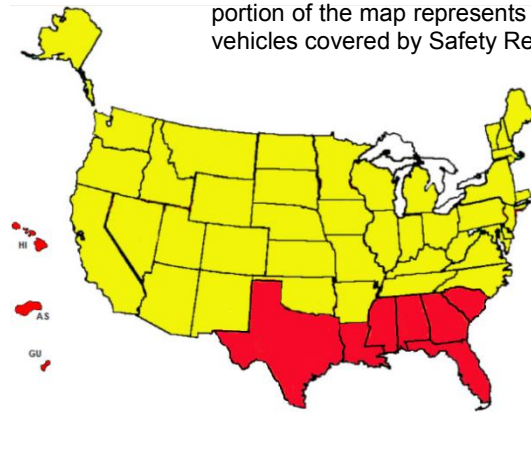 portion of the map represents
vehicles covered by Safety Re
HI
AS
GU